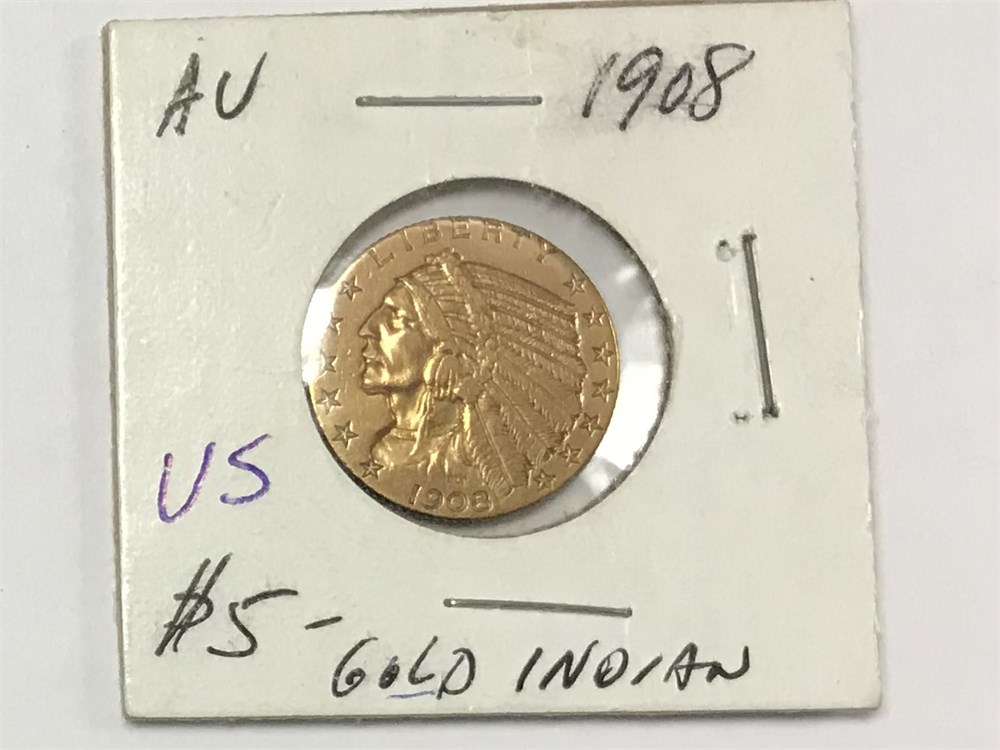 AU 1908
LIBERTY
1908
US
$5-
GOLD INDIAN